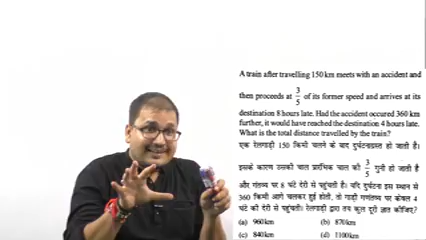 A train after travelling 150 km meets with an accident and
then proceeds at 3/5 of its former speed and arrives at its
destination 8 hours late. Had the accident occured 360 km
further, it would have reached the destination 4 hours late.
What is the total distance travelled by the train?
एक रेलगाड़ी 150 किमी चलने के बाद दुर्घटनाग्रस्त हो जाती है।
इसके कारण उसकी चाल प्रारंभिक चाल की 3/5 गुनी हो जाती है
और गंतव्य पर 8 घंटे देरी से पहुंचती है। यदि दुर्घटना इस स्थान से
360 किमी आगे चलकर हुई होती, तो गाड़ी गणतव्य पर केवल 4
घंटे की देरी से पहुंचती। रेलगाड़ी द्वारा तय कुल दूरी ज्ञात कीजिए?
(a) 960km (b) 870km
(c) 840km (d) 1100km